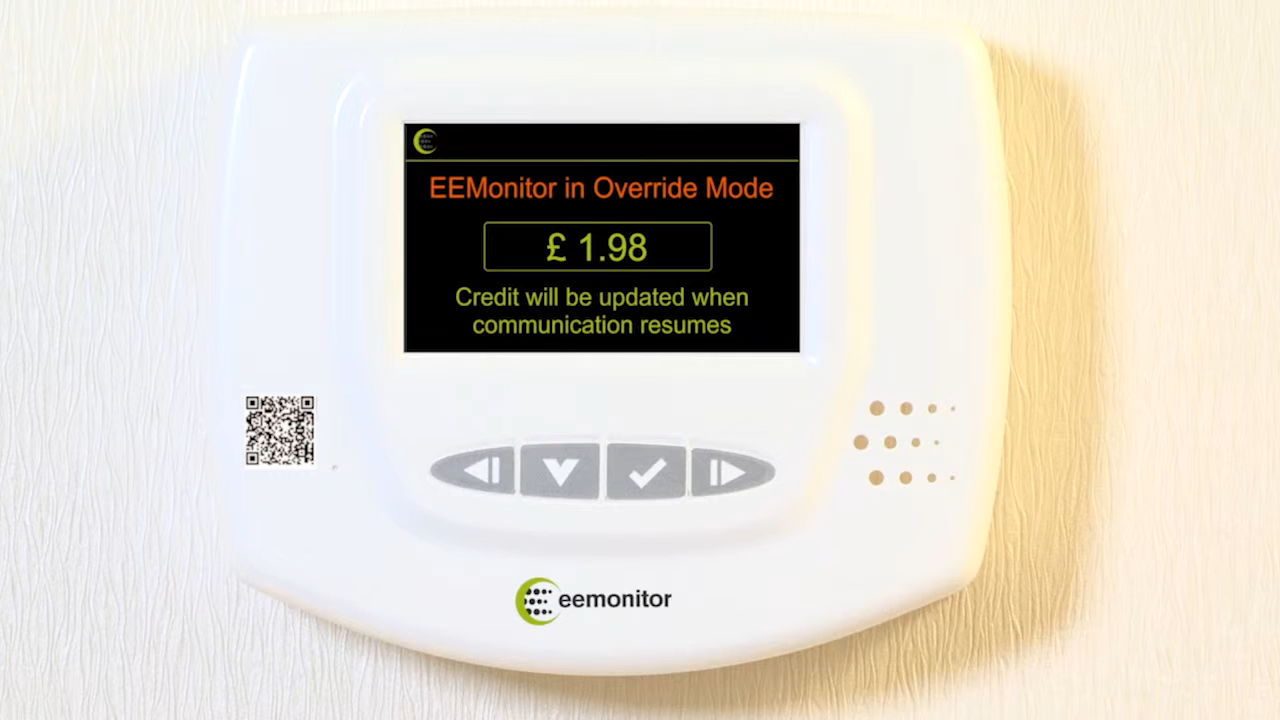 EEMonitor in Override Mode
£ 1.98
Credit will be updated when
communication resumes
eemonitor